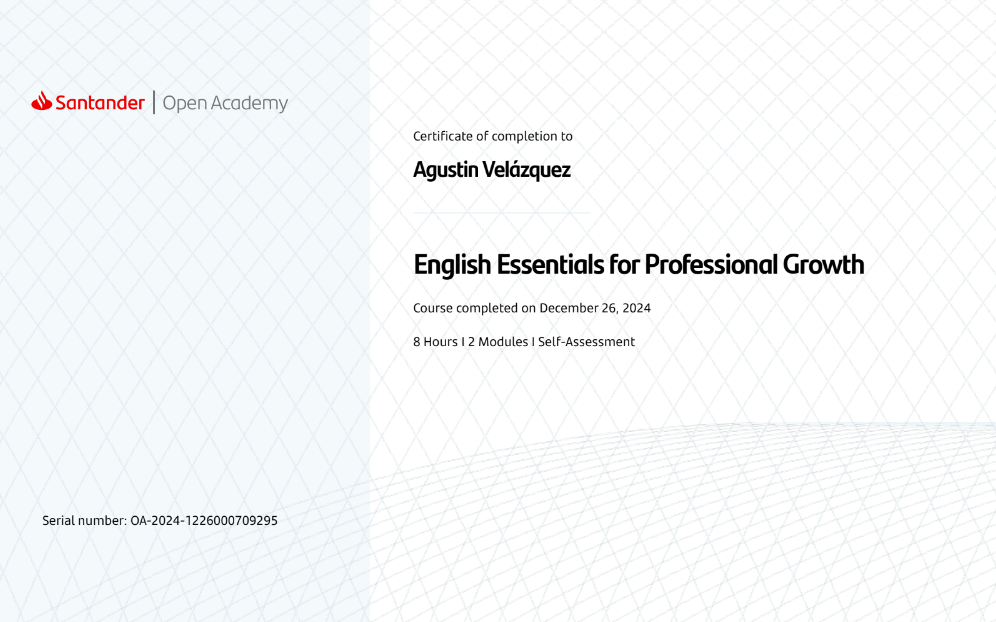 Santander | Open Academy
Certificate of completion to
Agustin Velázquez
English Essentials for Professional Growth
Course completed on December 26, 2024
8 Hours I 2 Modules I Self-Assessment
Serial number: OA-2024-1226000709295